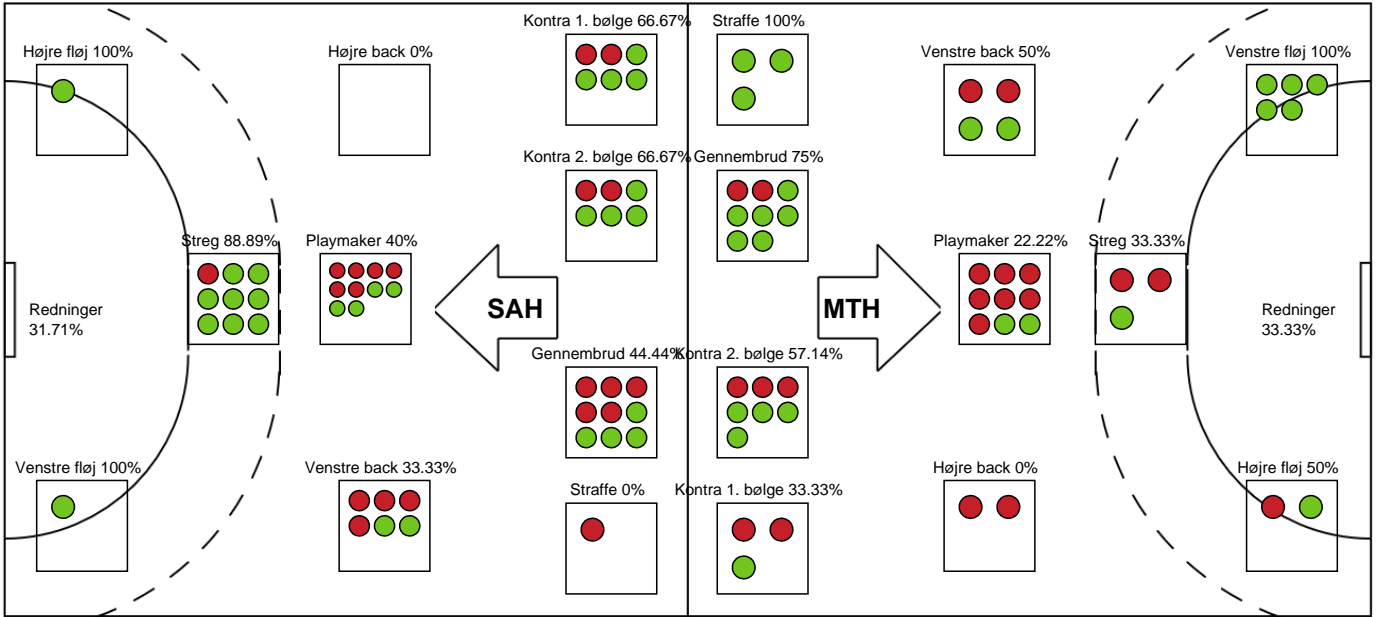 Kontra 1. bølge 66.67%
Straffe 100%
Højre fløj 100%
Højre back 0%
Venstre back 50%
Venstre fløj 100%
Kontra 2. bølge 66.67%
Gennembrud 75%
Streg 88.89%
Playmaker 40%
Playmaker 22.22%
Streg 33.33%
Redninger
31.71%
SAH
MTH
Redninger
33.33%
Gennembrud 44.44%
Kontra 2. bølge 57.14%
Venstre fløj 100%
Venstre back 33.33%
Straffe 0%
Kontra 1. bølge 33.33%
Højre back 0%
Højre fløj 50%